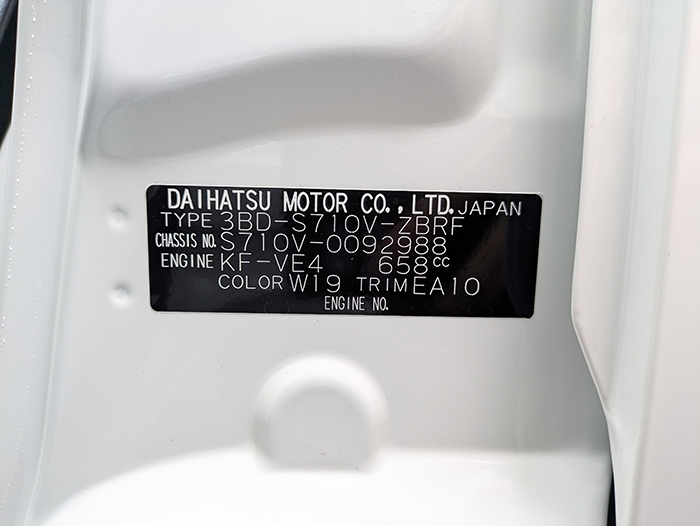 DAIHATSU MOTOR CO., LTD. JAPAN
TYPE 3BD-S710V-ZBRF
CHASSIS NO. S710V-0092988
ENGINE KF-VE4 658cc
COLOR W19 TRIM EA10
ENGINE NO.